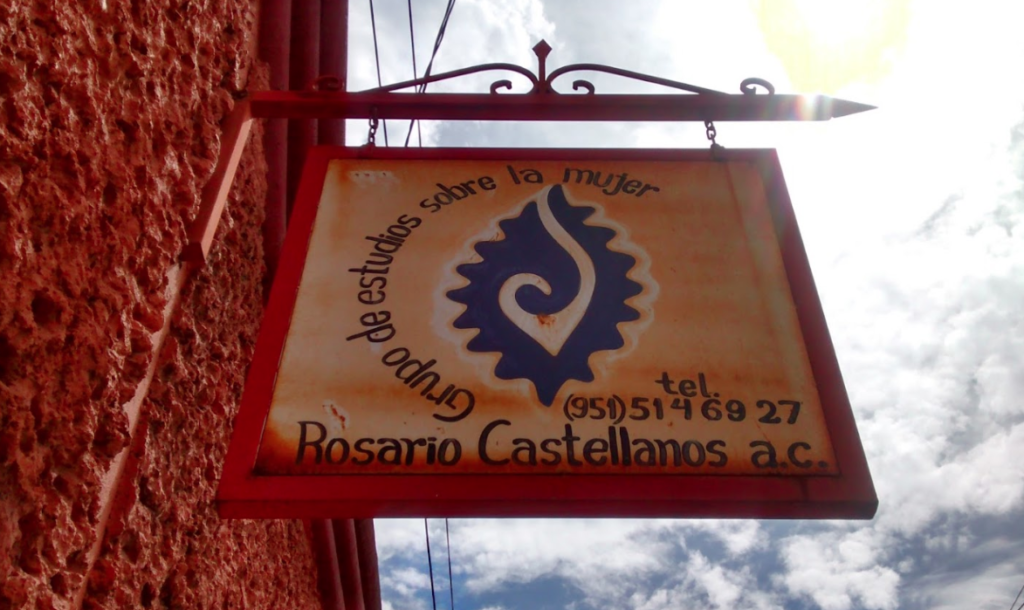 Grupo de estudios sobre la mujer
tel.
(951)514 69 27
Rosario Castellanos a.c.